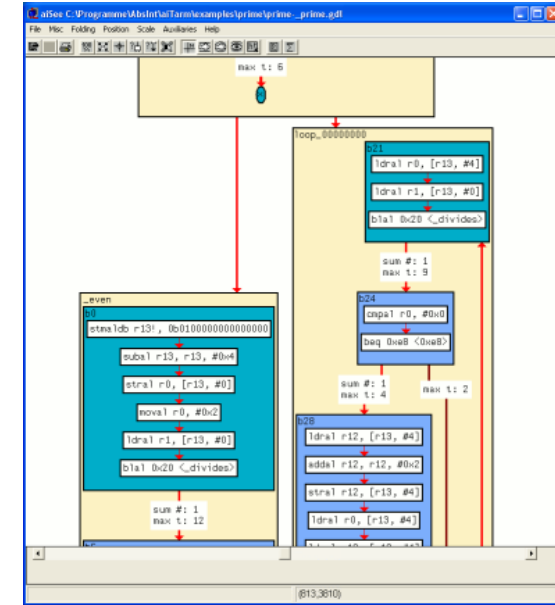 aiSee C:\Programme\AbsInt\aiTarm\examples\prime\prime-_prime.gdl
File Misc Folding Position Scale Auxiliaries Help
max t: 6
loop_00000000
b21
ldral r0, [r13, #4]
ldral r1, [r13, #0]
blal 0x20 <_divides>
sum #: 1
max t: 9
_even
b0
stmaldb r13!, 0b0100000000000000
subal r13, r13, #0x4
stral r0, [r13, #0]
moval r0, #0x2
ldral r1, [r13, #0]
blal 0x20 <_divides>
sum #: 1
max t: 12
b24
cmpal r0, #0x0
beq 0xe8 <0xe8>
sum #: 1
max t: 4
max t: 2
b28
ldral r12, [r13, #4]
addal r12, r12, #0x2
stral r12, [r13, #4]
ldral r0, [r13, #4]
(813,3810)